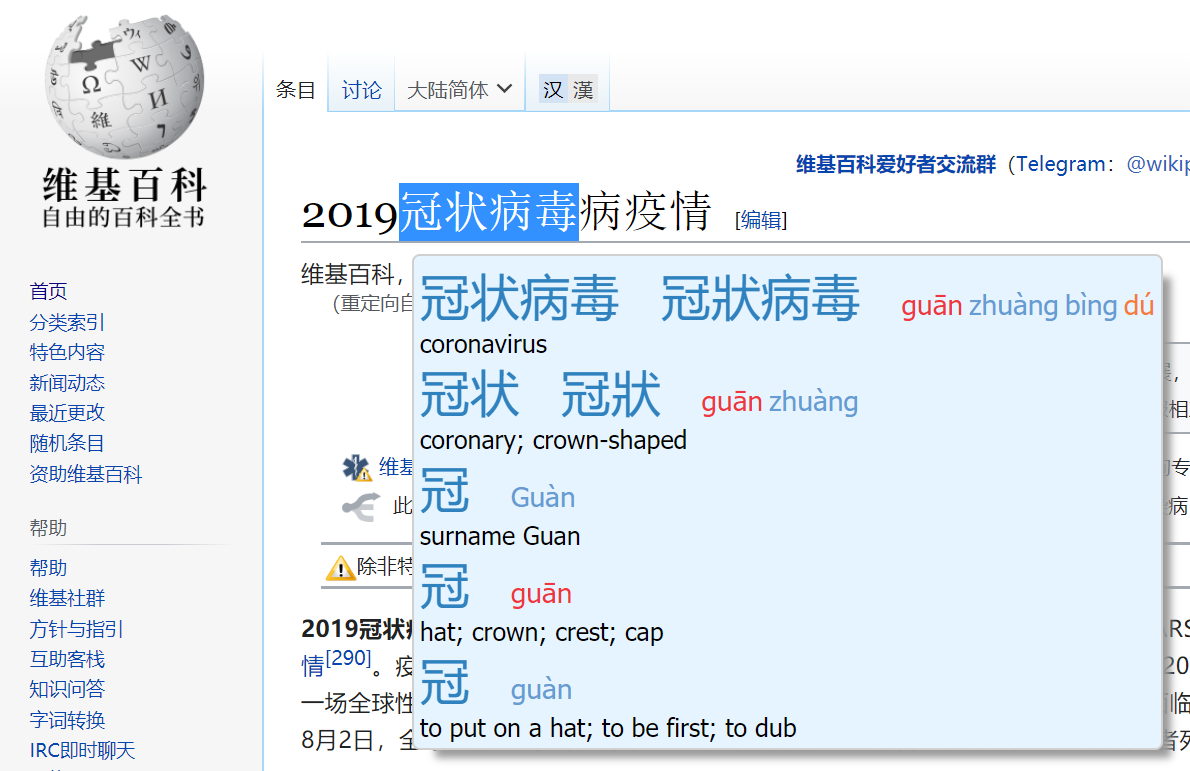 维基百科
自由的百科全书
首页
分类索引
特色内容
新闻动态
最近更改
随机条目
资助维基百科
帮助
帮助
维基社群
方针与指引
互助客栈
知识问答
字词转换
IRC即时聊天
条目 讨论 大陆简体 汉 漢
维基百科爱好者交流群（Telegram：@wikip
2019冠状病毒病疫情 [编辑]
维基百科，
（重定向自
冠状病毒 冠狀病毒 guān zhuàng bìng dú
coronavirus
冠状 冠狀 guān zhuàng
coronary; crown-shaped
冠 Guàn
surname Guan
冠 guān
hat; crown; crest; cap
冠 guàn
to put on a hat; to be first; to dub
维基
此
除非特
2019冠状
情[290]。疫
一场全球性
8月2日，全